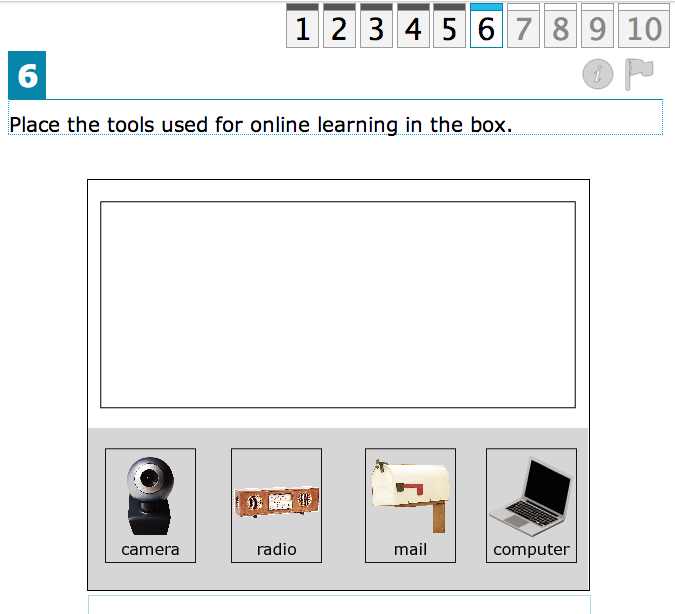 1 2 3 4 5 6 7 8 9 10
6
i
Place the tools used for online learning in the box.
camera radio mail computer